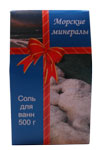 Морские
минералы
Соль
для
ванн
500 г